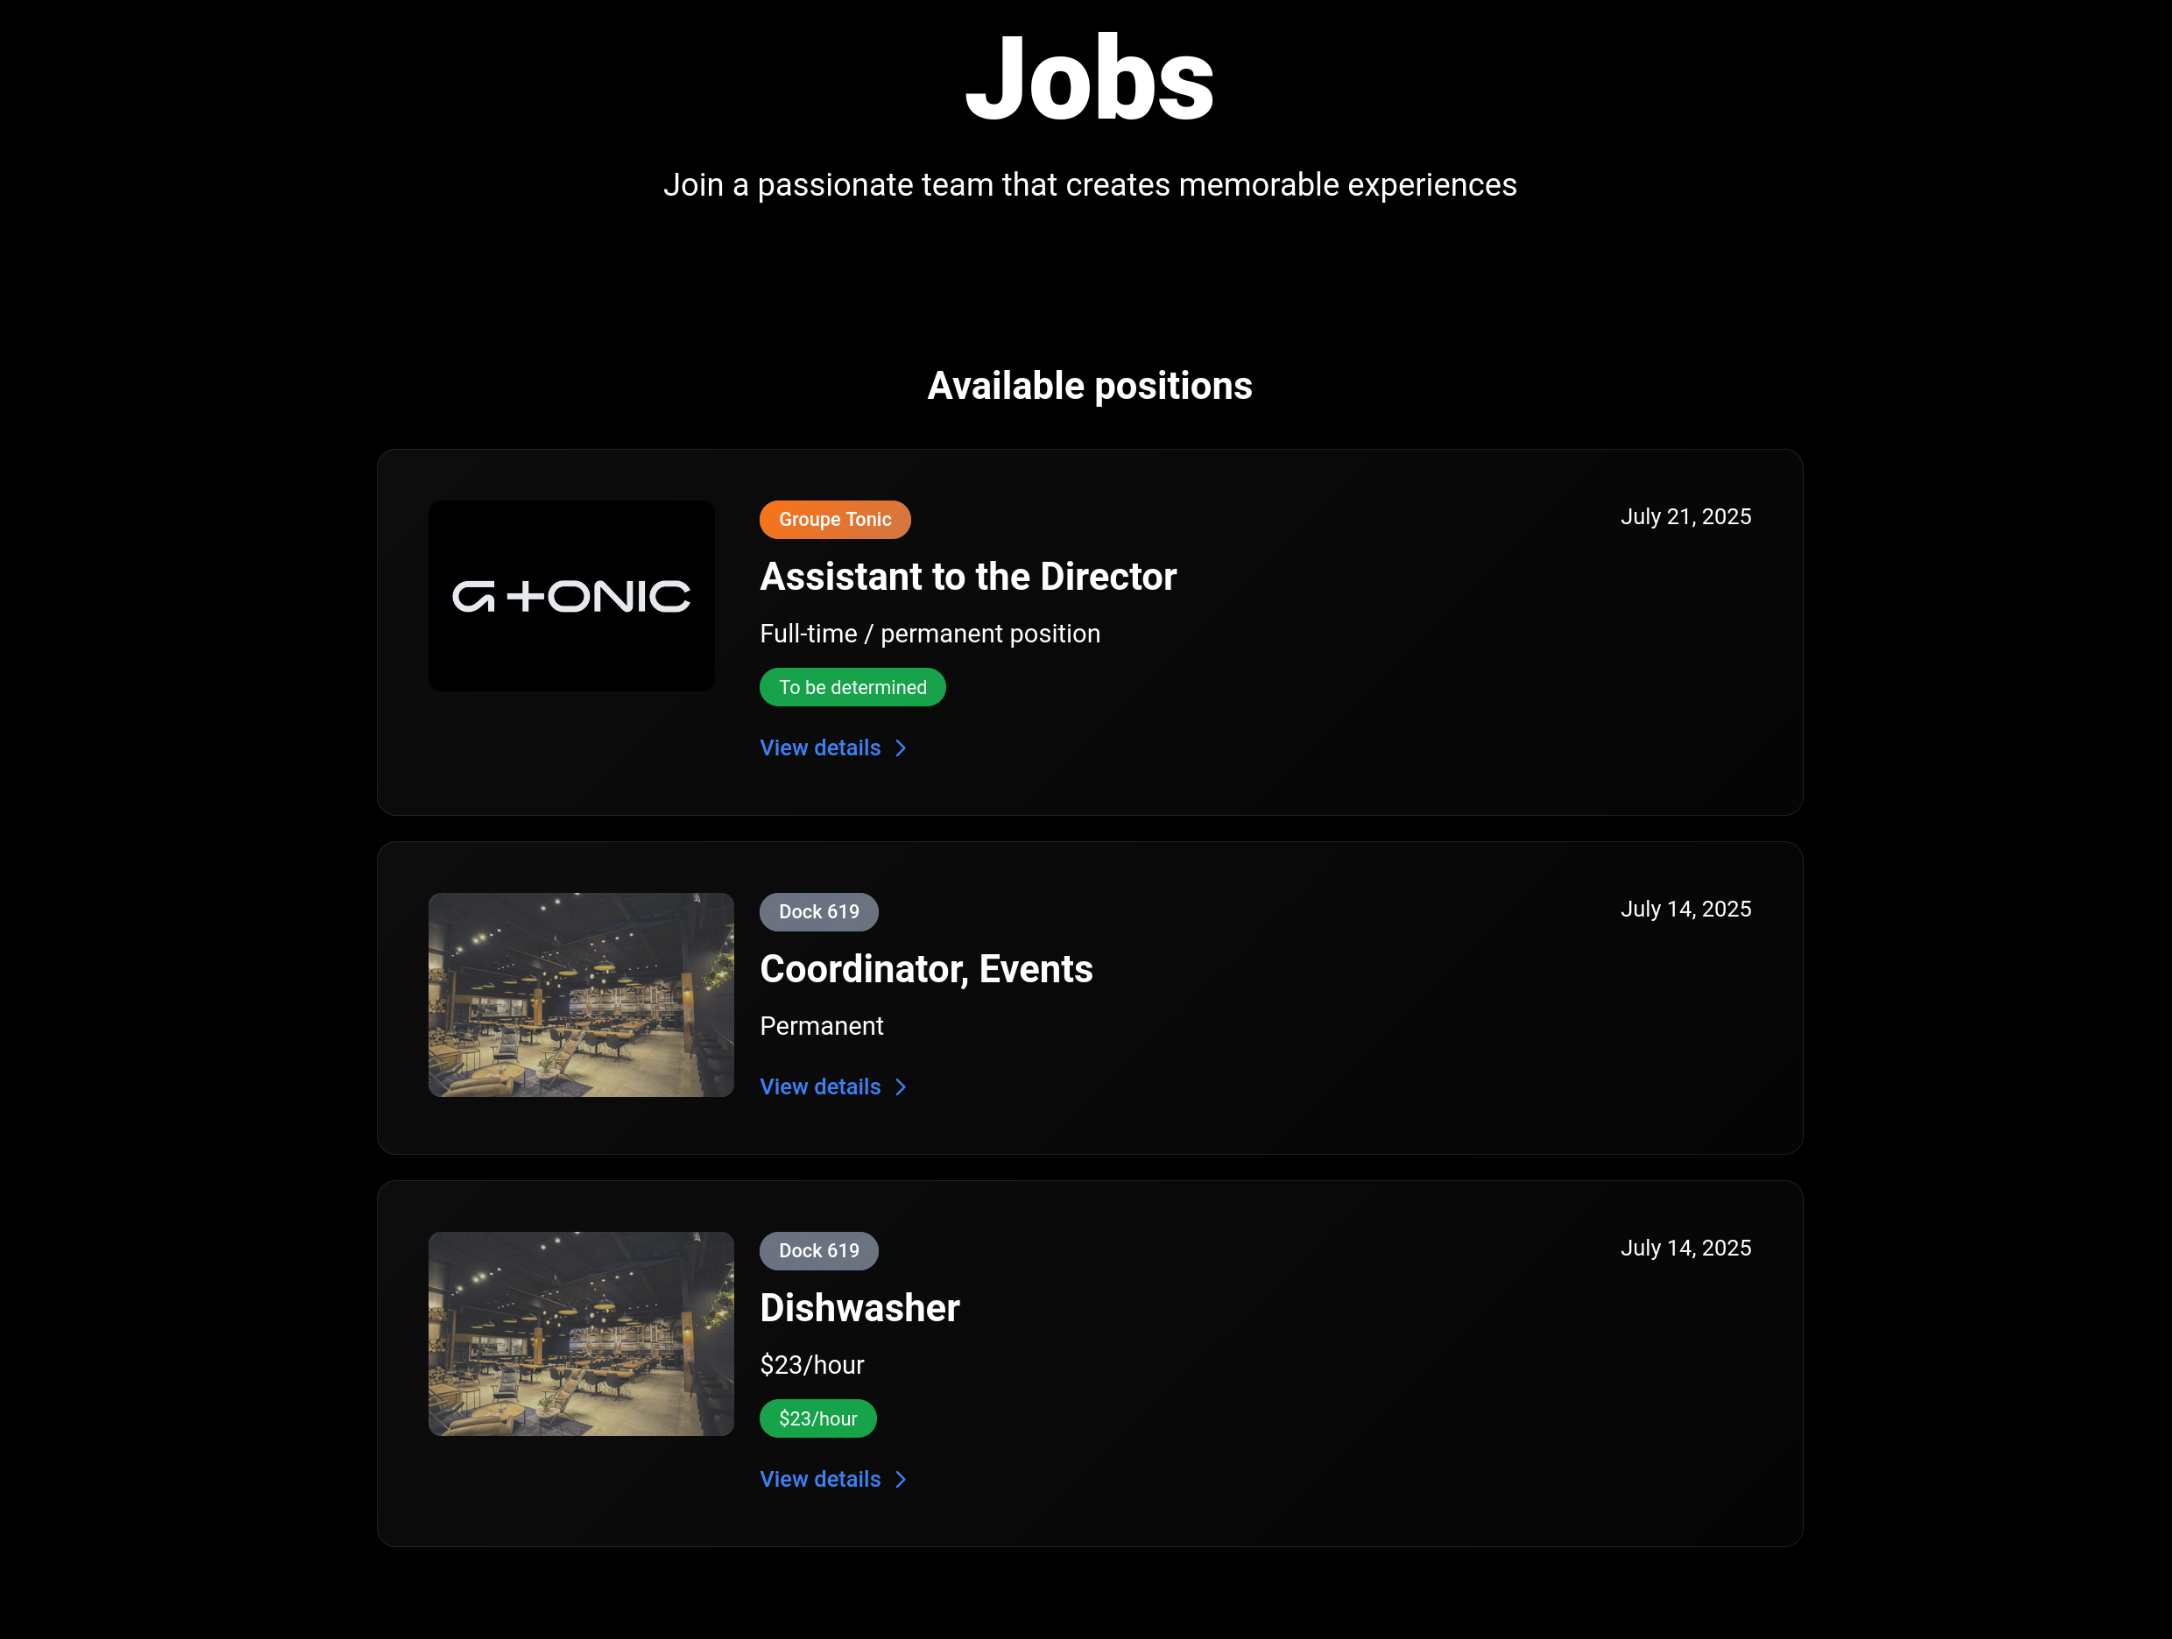 Jobs
Join a passionate team that creates memorable experiences
Available positions
G TONIC
Groupe Tonic
July 21, 2025
Assistant to the Director
Full-time / permanent position
To be determined
View details
Dock 619
July 14, 2025
Coordinator, Events
Permanent
View details
Dock 619
July 14, 2025
Dishwasher
$23/hour
$23/hour
View details